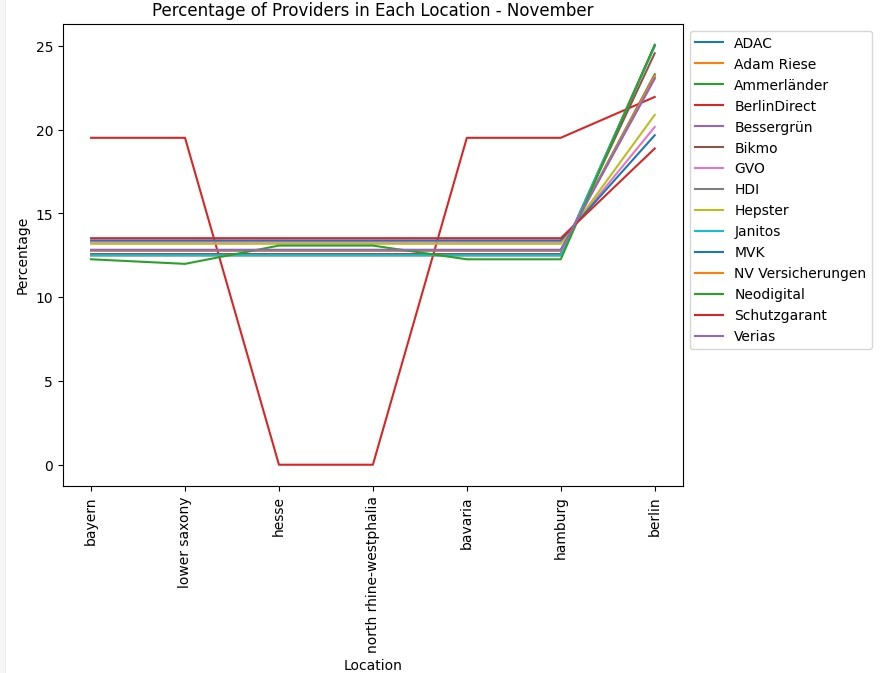 Percentage of Providers in Each Location - November
25
20
15
10
5
0
Percentage
bayern
lower saxony
hesse
north rhine-westphalia
bavaria
hamburg
berlin
Location
ADAC
Adam Riese
Ammerländer
BerlinDirect
Bessergrün
Bikmo
GVO
HDI
Hepster
Janitos
MVK
NV Versicherungen
Neodigital
Schutzgarant
Verias